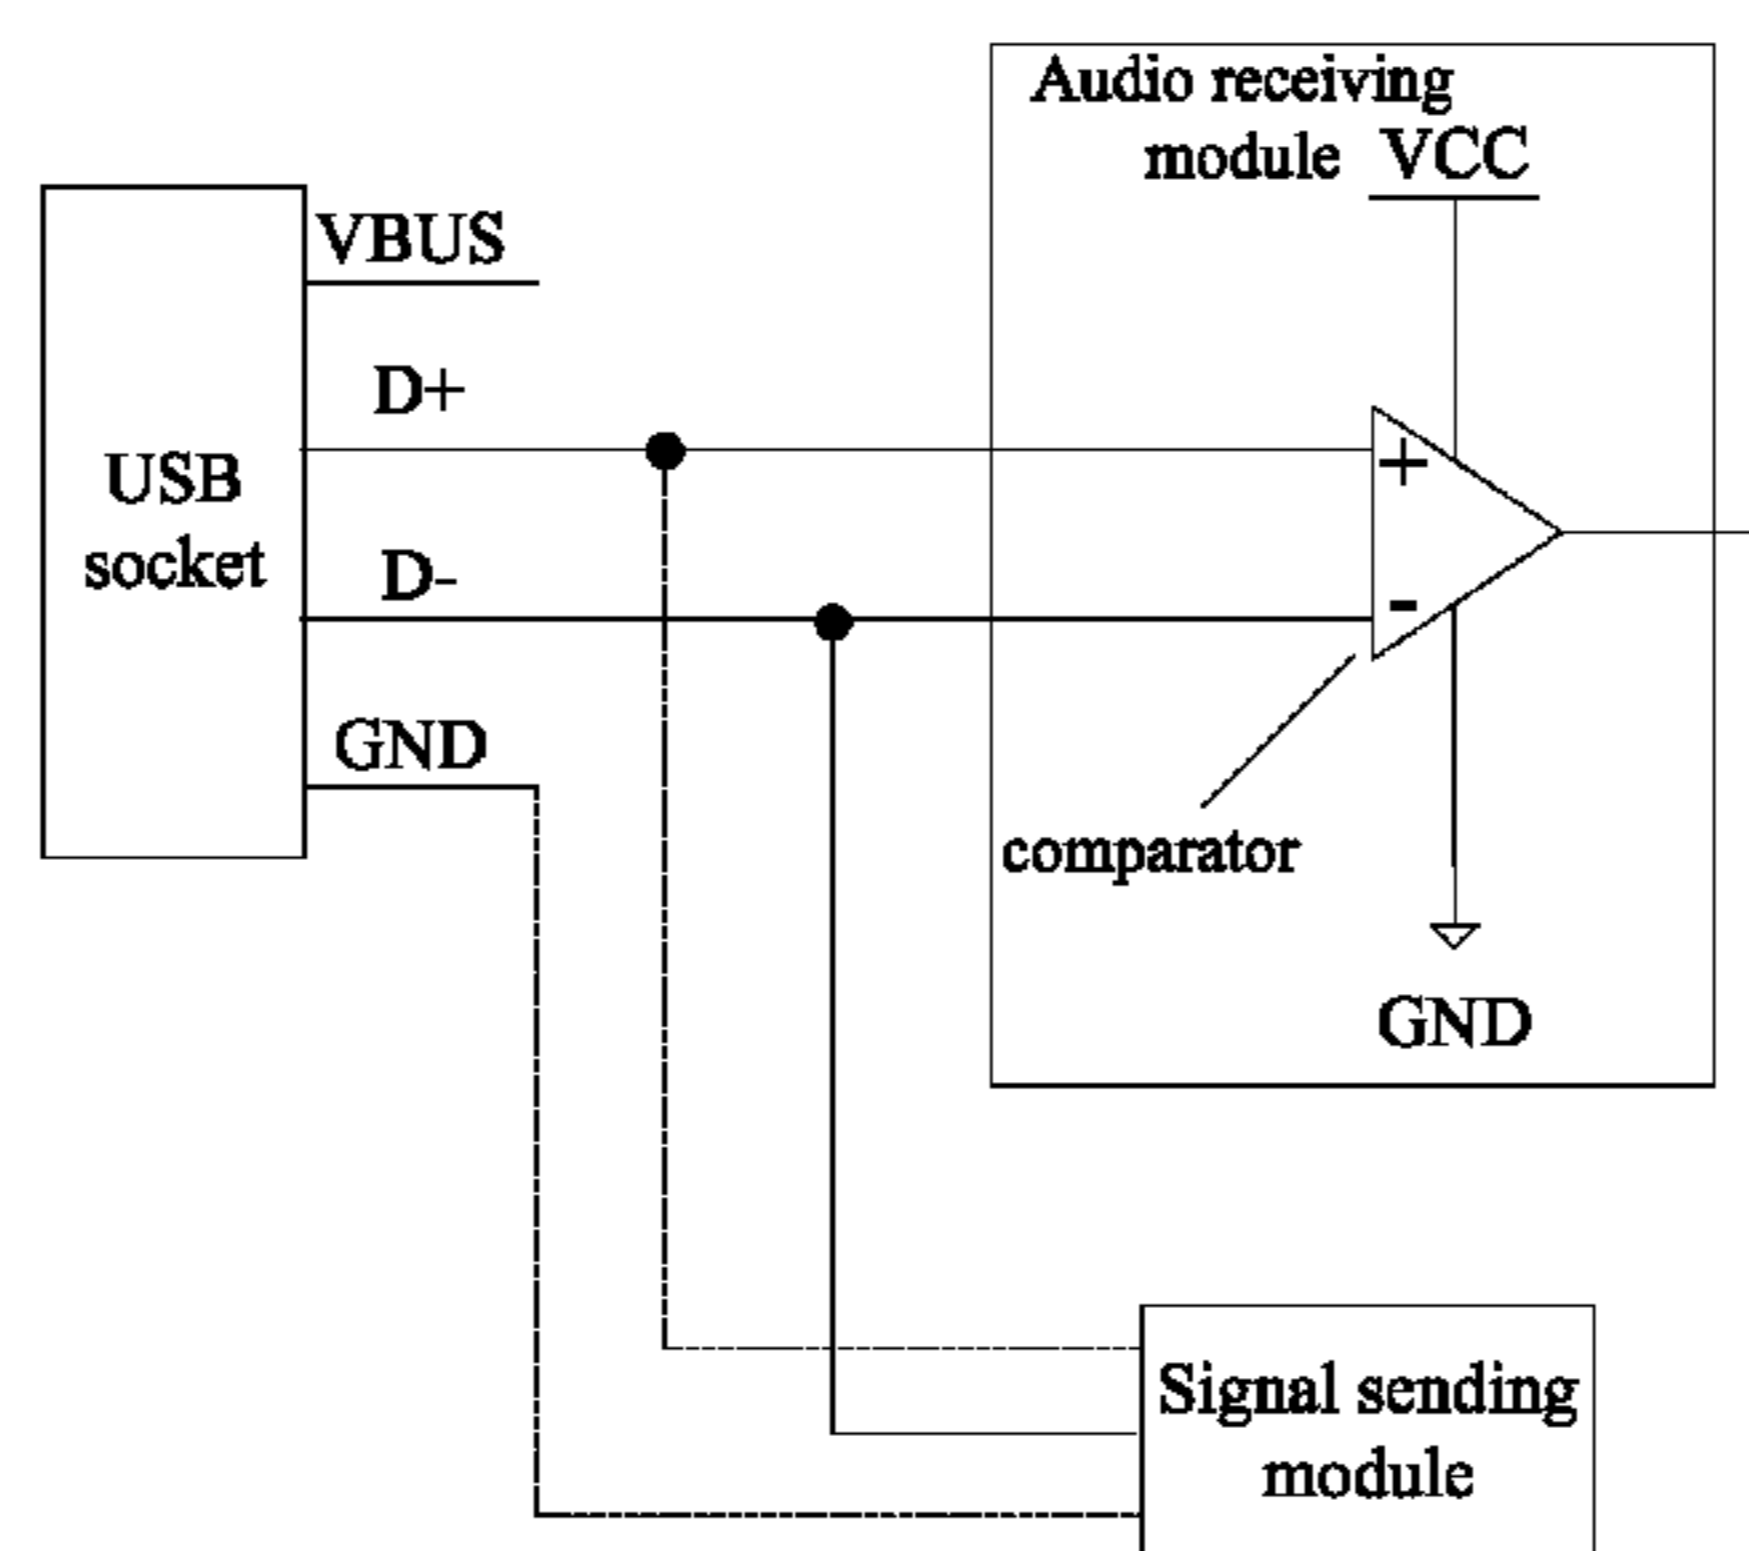 Audio receiving
module VCC
VBUS
D+
USB
socket
D-
GND
+
-
comparator
GND
Signal sending
module